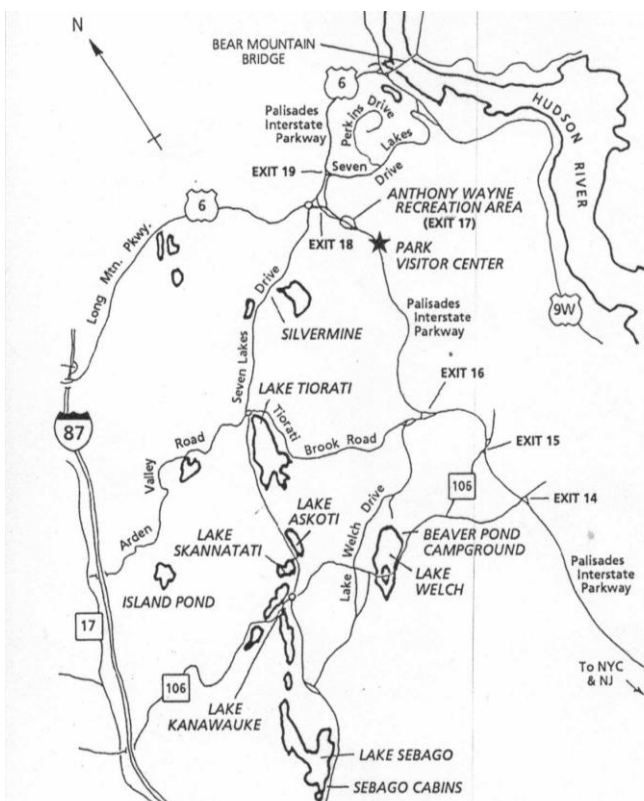 N
BEAR MOUNTAIN
BRIDGE
6
Palisades
Interstate
Parkway
Perkins Drive
HUDSON
RIVER
EXIT 19
Seven Lakes
Drive
6
ANTHONY WAYNE
RECREATION AREA
(EXIT 17)
Long Mtn. Pkwy.
EXIT 18
PARK
VISITOR CENTER
Seven Lakes Drive
SILVERMINE
Palisades
Interstate
Parkway
9W
EXIT 16
LAKE TIORATI
87
Tiorati
Brook Road
EXIT 15
Arden Valley Road
106
EXIT 14
LAKE
ASKOTI
Lake Welch Drive
BEAVER POND
CAMPGROUND
LAKE
SKANNATATI
LAKE
WELCH
Palisades
Interstate
Parkway
ISLAND POND
17
To NYC
& NJ
106
LAKE
KANAWAUKE
LAKE SEBAGO
SEBAGO CABINS